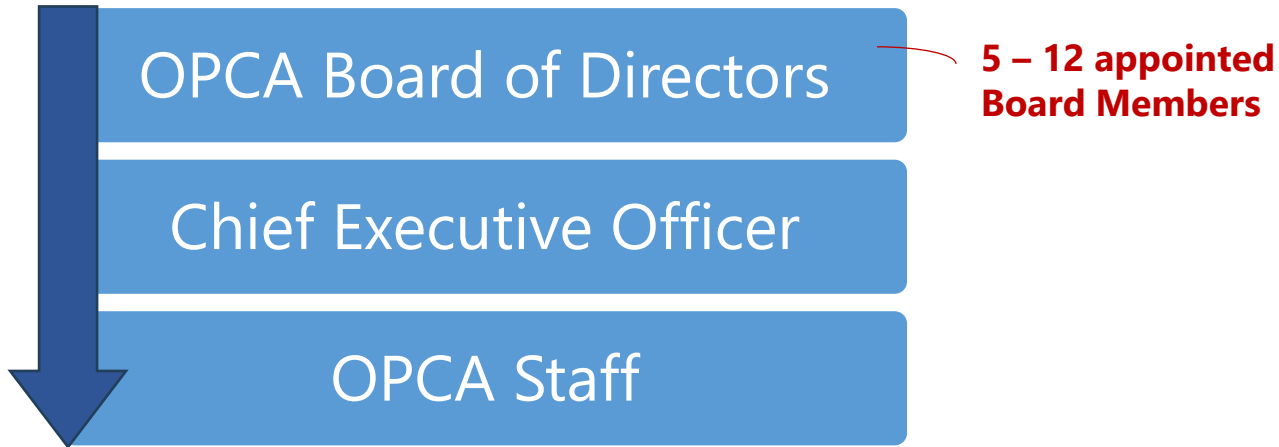 OPCA Board of Directors
5 – 12 appointed
Board Members
Chief Executive Officer
OPCA Staff